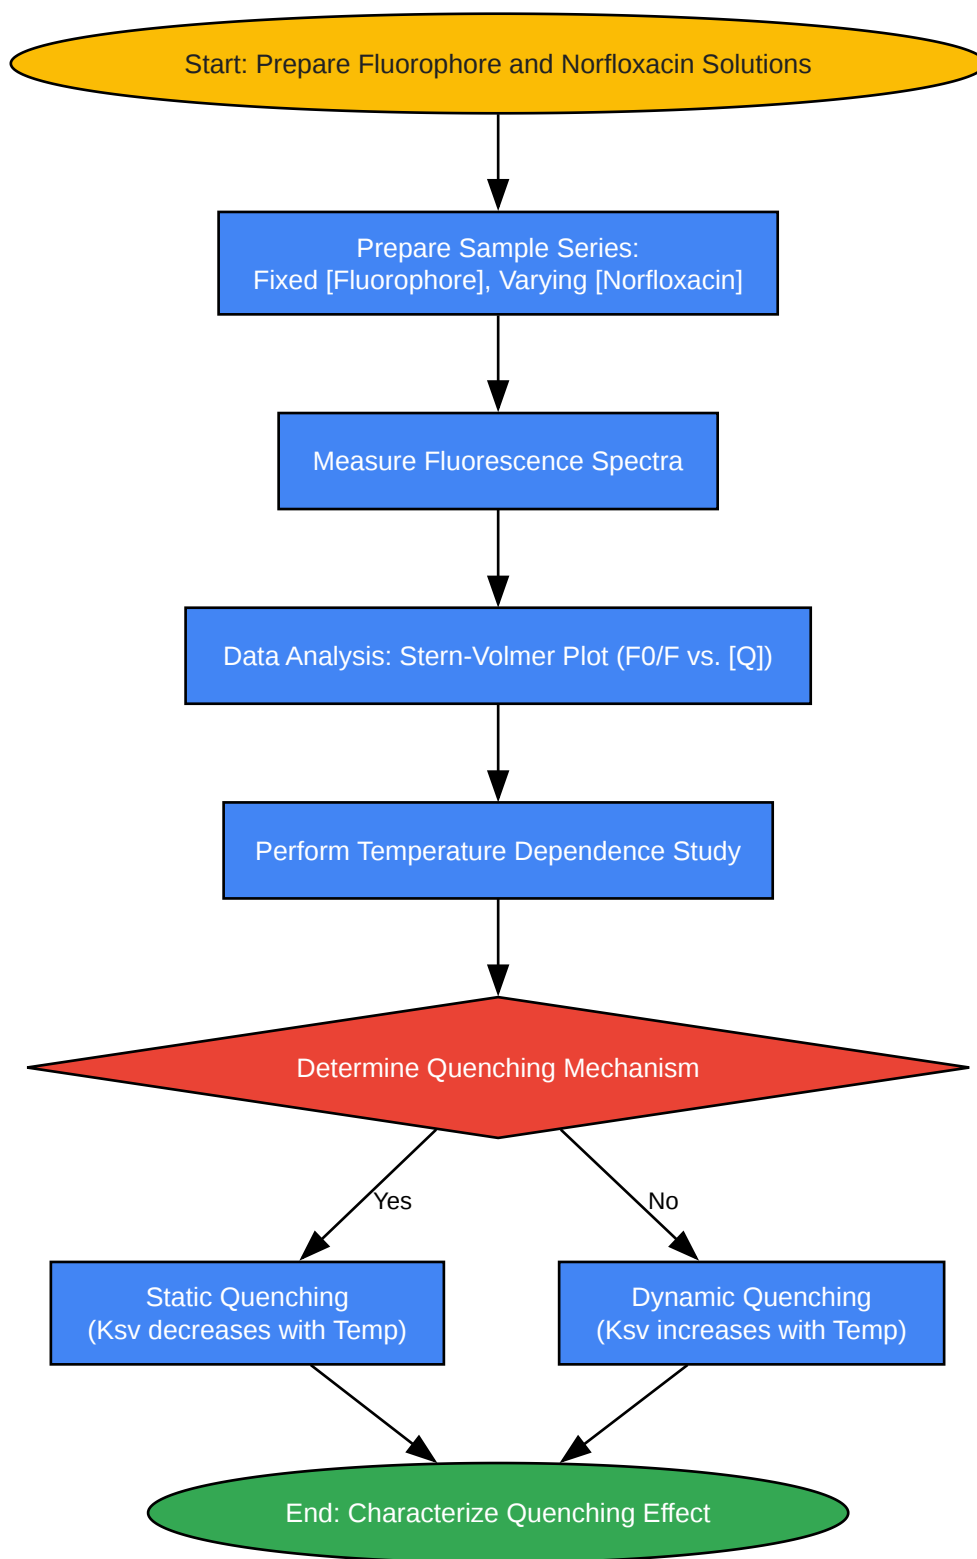 Start: Prepare Fluorophore and Norfloxacin Solutions
Prepare Sample Series:
Fixed [Fluorophore], Varying [Norfloxacin]
Measure Fluorescence Spectra
Data Analysis: Stern-Volmer Plot (F0/F vs. [Q])
Perform Temperature Dependence Study
Determine Quenching Mechanism
Yes
No
Static Quenching
(Ksv decreases with Temp)
Dynamic Quenching
(Ksv increases with Temp)
End: Characterize Quenching Effect